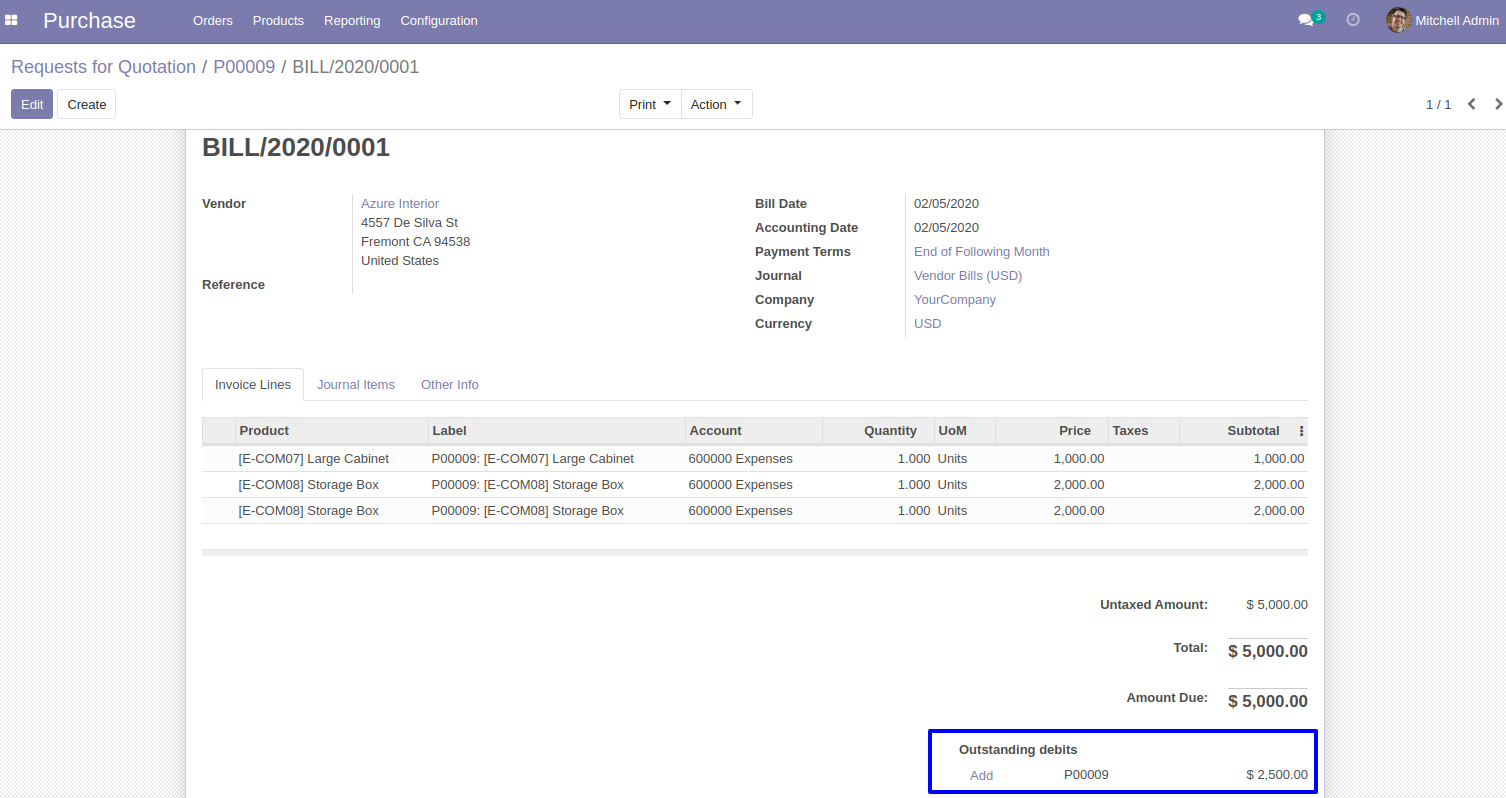 Purchase Orders Products Reporting Configuration 3 Mitchell Admin
Requests for Quotation / P00009 / BILL/2020/0001
Edit Create Print Action 1 / 1
BILL/2020/0001
Vendor Azure Interior
4557 De Silva St
Fremont CA 94538
United States
Reference
Bill Date 02/05/2020
Accounting Date 02/05/2020
Payment Terms End of Following Month
Journal Vendor Bills (USD)
Company YourCompany
Currency USD
Invoice Lines Journal Items Other Info
Product Label Account Quantity UoM Price Taxes Subtotal
[E-COM07] Large Cabinet P00009: [E-COM07] Large Cabinet 600000 Expenses 1.000 Units 1,000.00 1,000.00
[E-COM08] Storage Box P00009: [E-COM08] Storage Box 600000 Expenses 1.000 Units 2,000.00 2,000.00
[E-COM08] Storage Box P00009: [E-COM08] Storage Box 600000 Expenses 1.000 Units 2,000.00 2,000.00
Untaxed Amount: $ 5,000.00
Total: $ 5,000.00
Amount Due: $ 5,000.00
Outstanding debits
Add P00009 $ 2,500.00